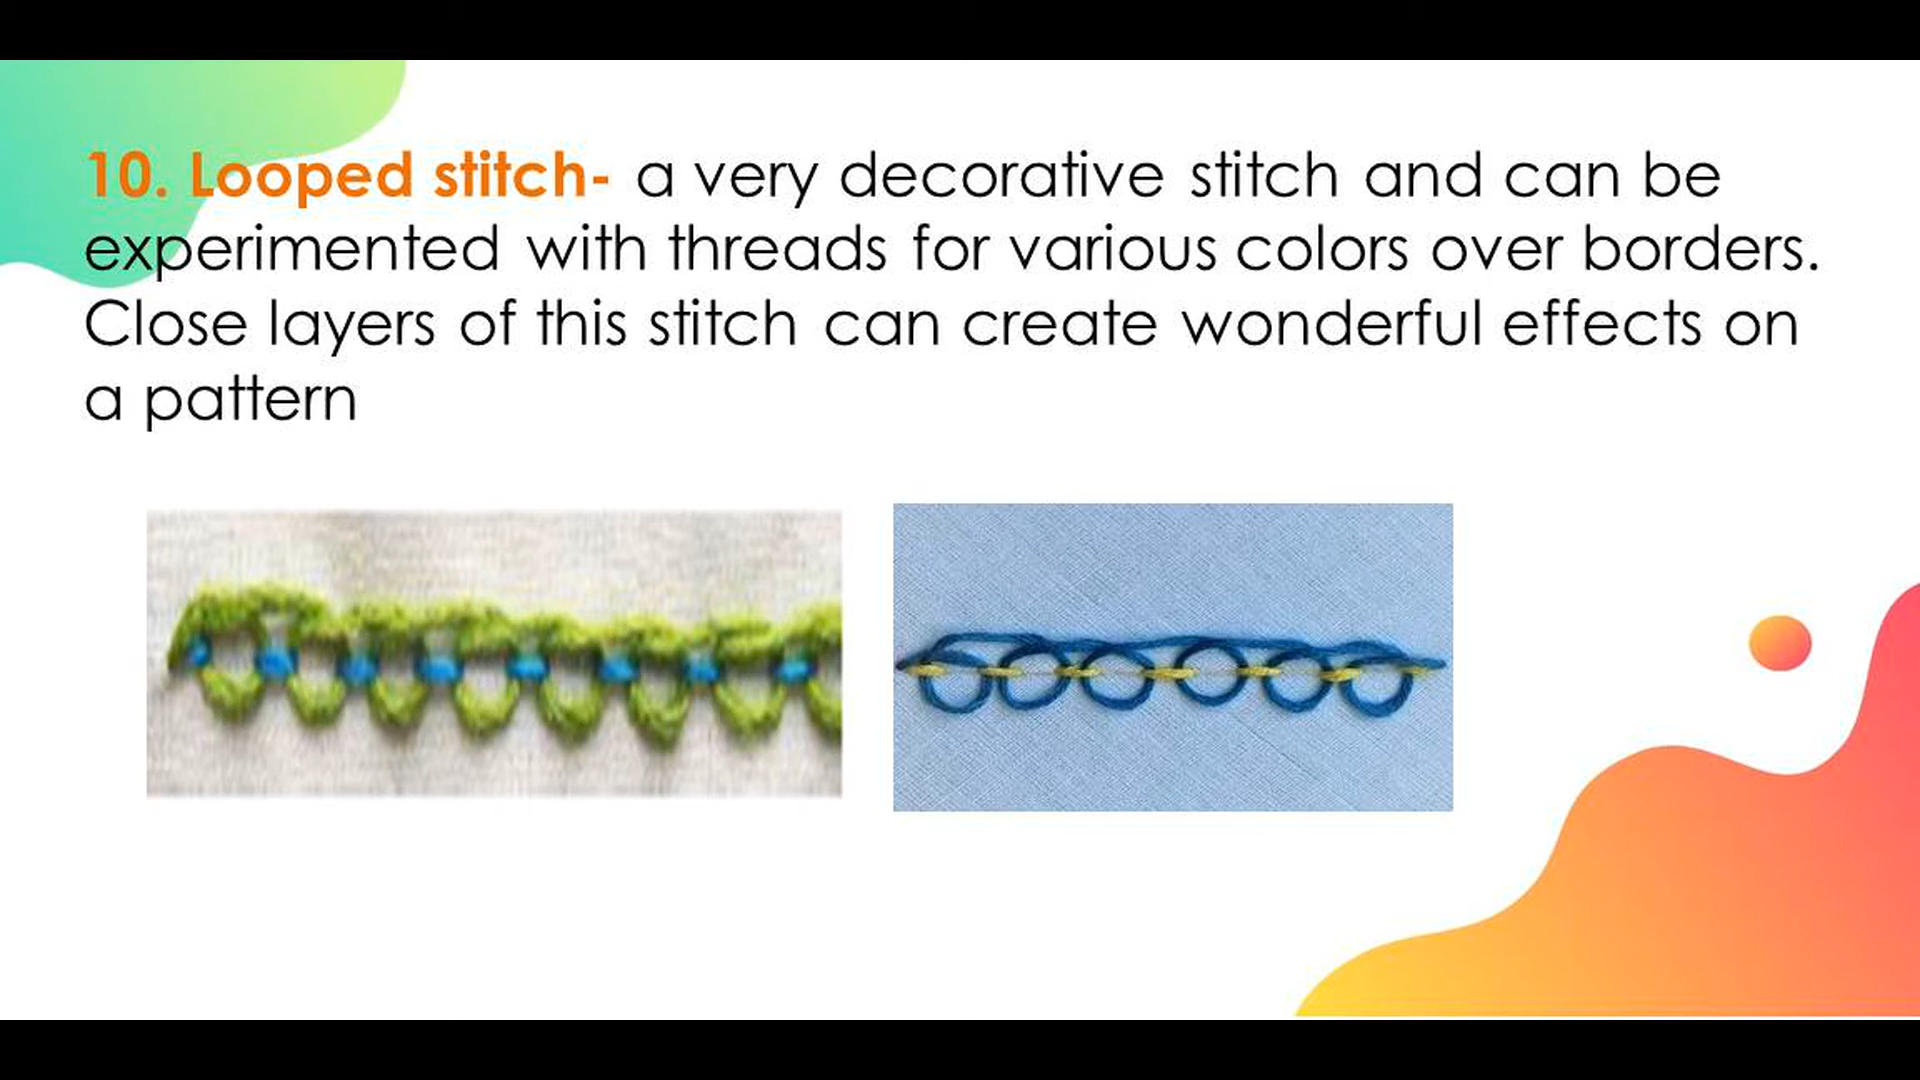 10. Looped stitch- a very decorative stitch and can be
experimented with threads for various colors over borders.
Close layers of this stitch can create wonderful effects on
a pattern